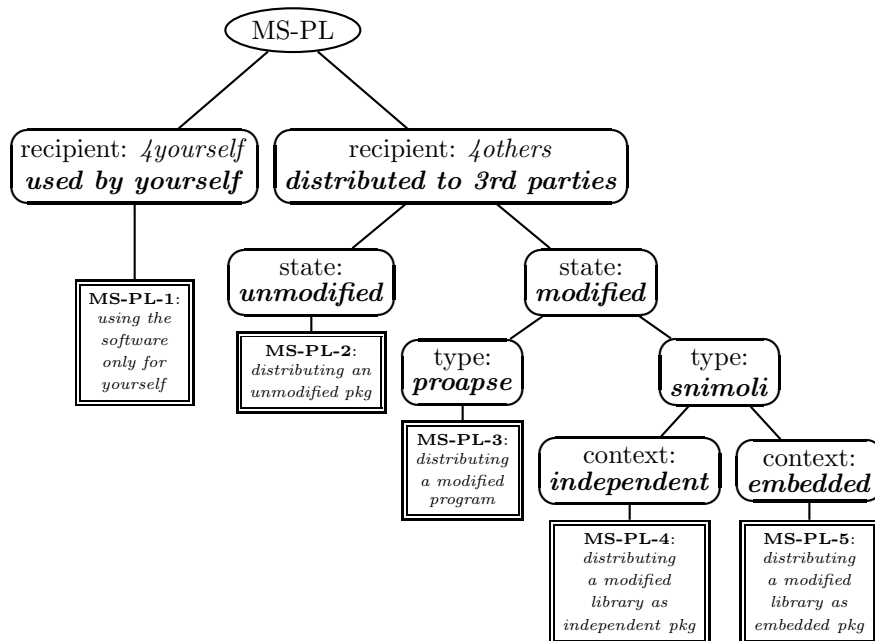 MS-PL
recipient: 4yourself
used by yourself
recipient: 4others
distributed to 3rd parties
MS-PL-1:
using the
software
only for
yourself
state:
unmodified
MS-PL-2:
distributing an
unmodified pkg
state:
modified
type:
proapse
MS-PL-3:
distributing
a modified
program
type:
snimoli
context:
independent
MS-PL-4:
distributing
a modified
library as
independent pkg
context:
embedded
MS-PL-5:
distributing
a modified
library as
embedded pkg